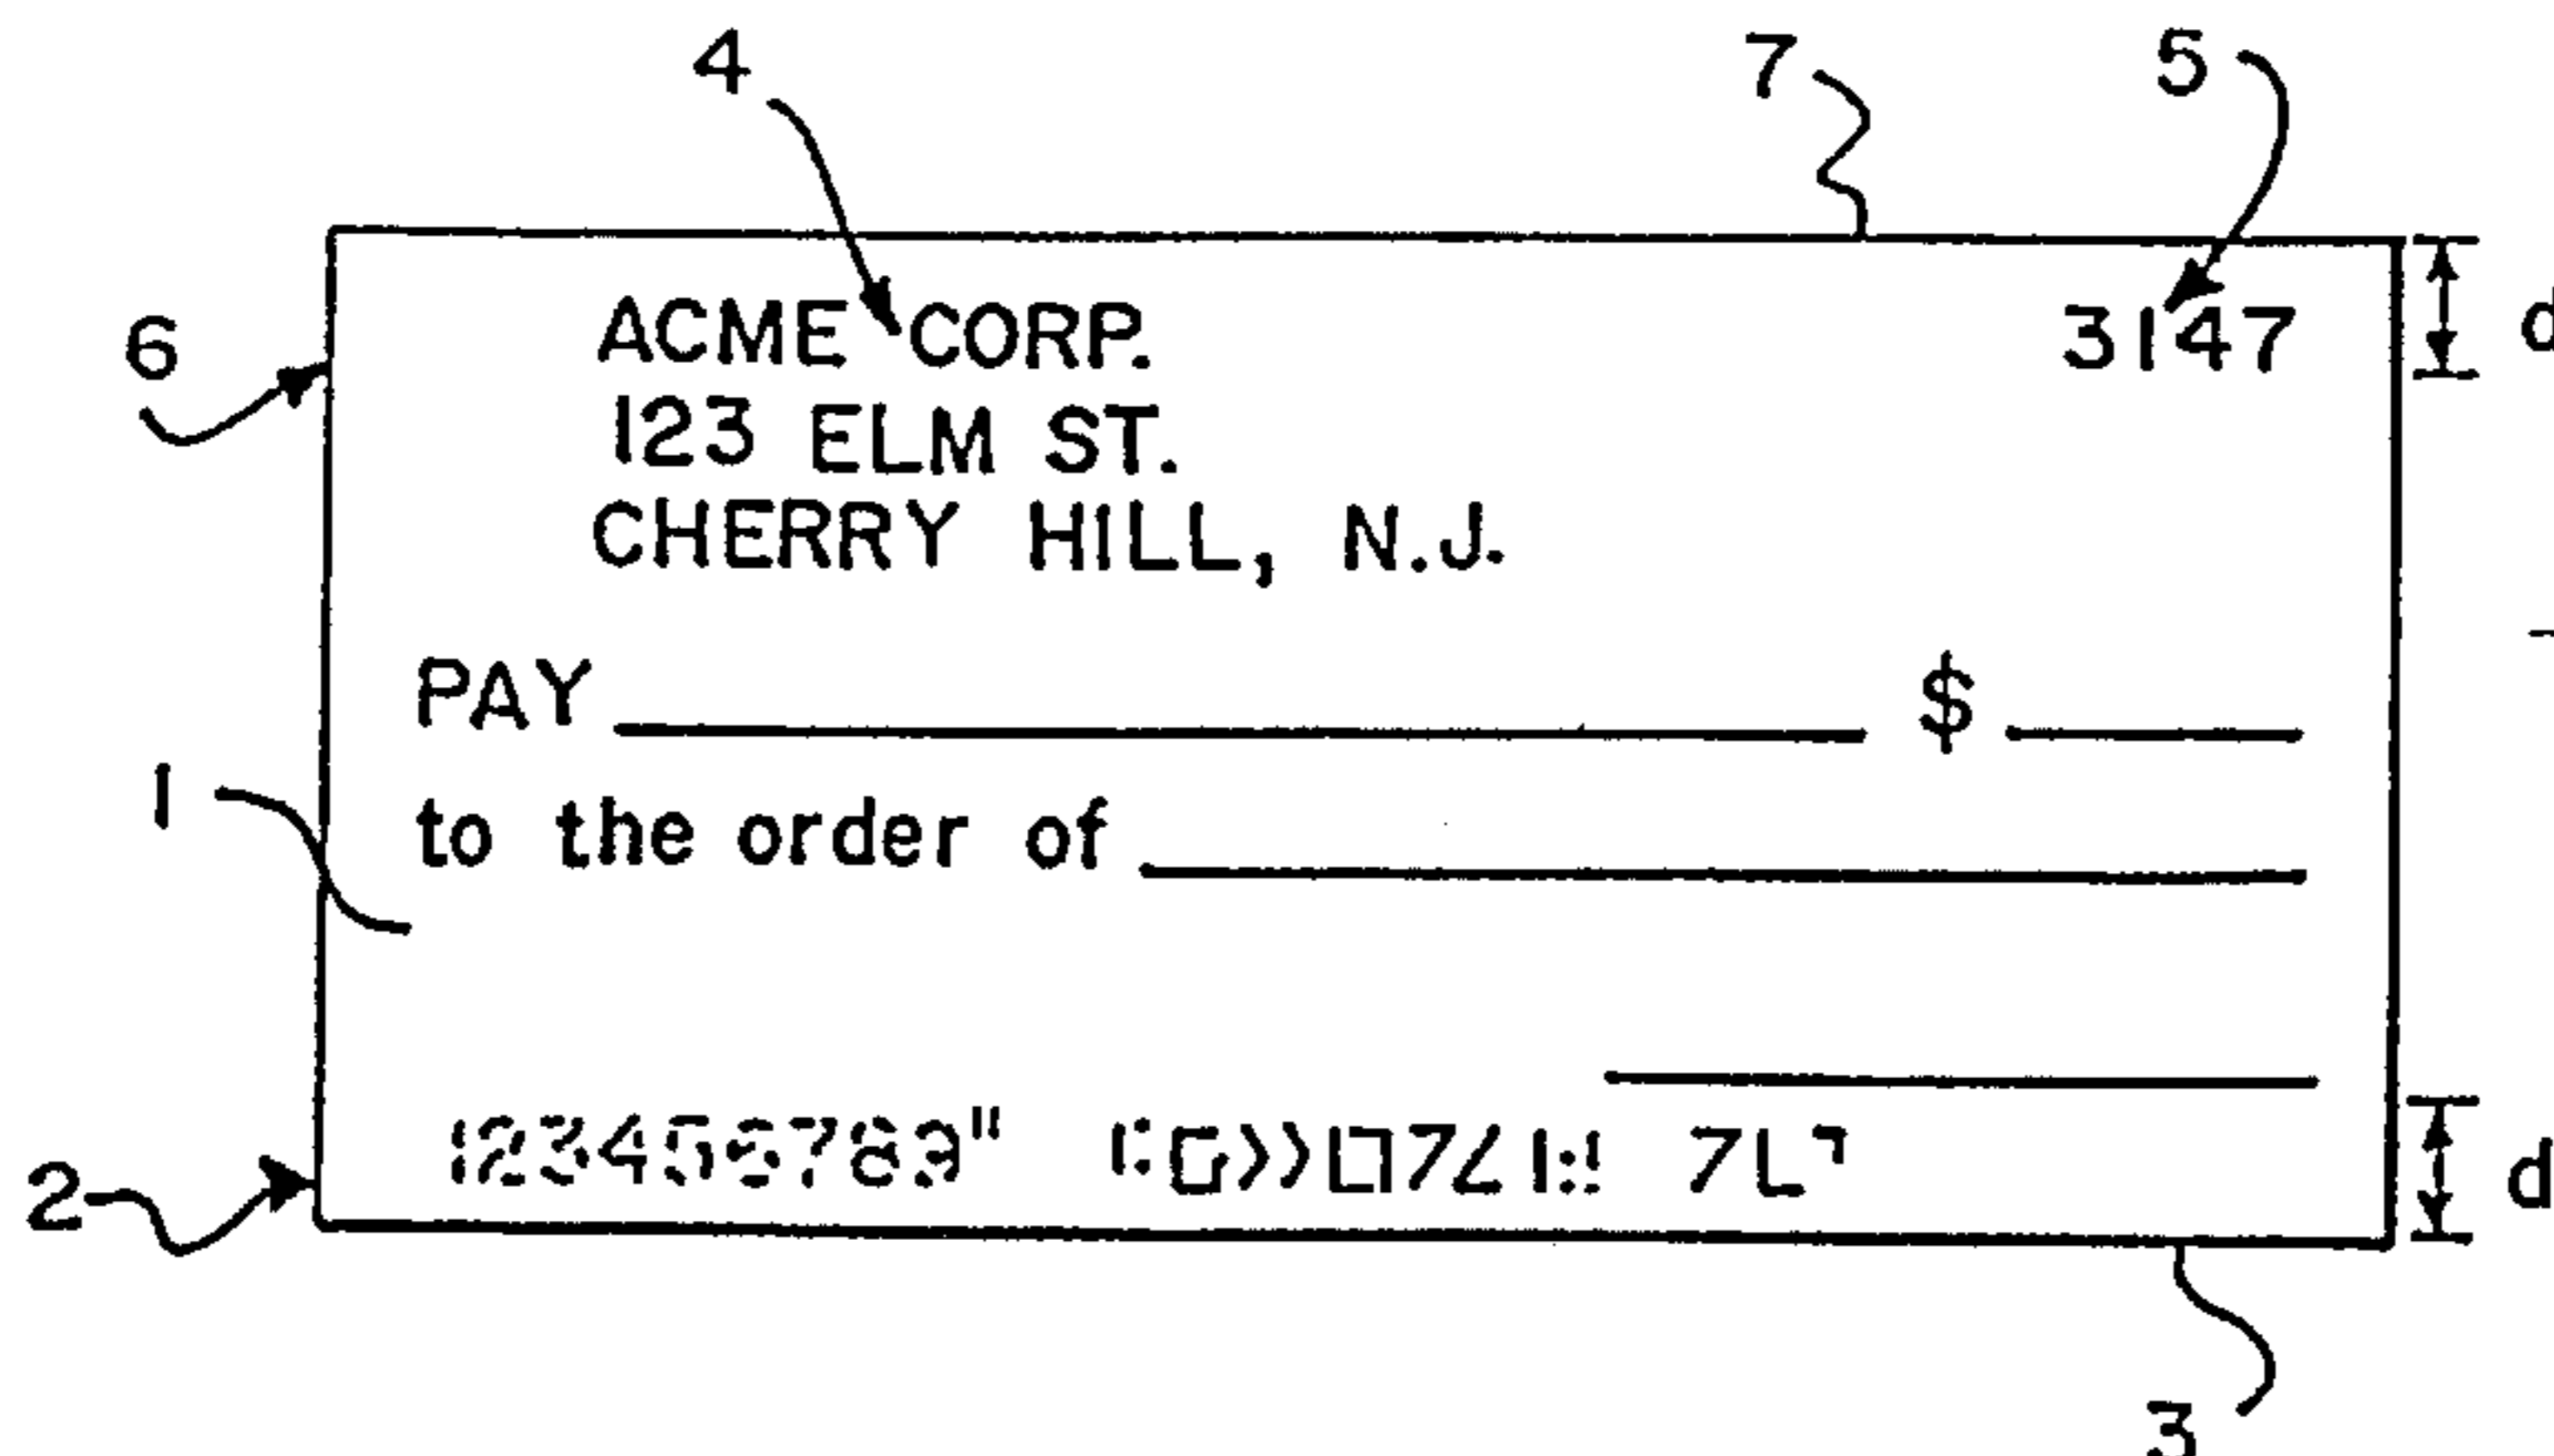 4 7 5
6 ACME CORP. 3147 d
123 ELM ST.
CHERRY HILL, N.J.
PAY $
1 to the order of
2 123456789" d
3